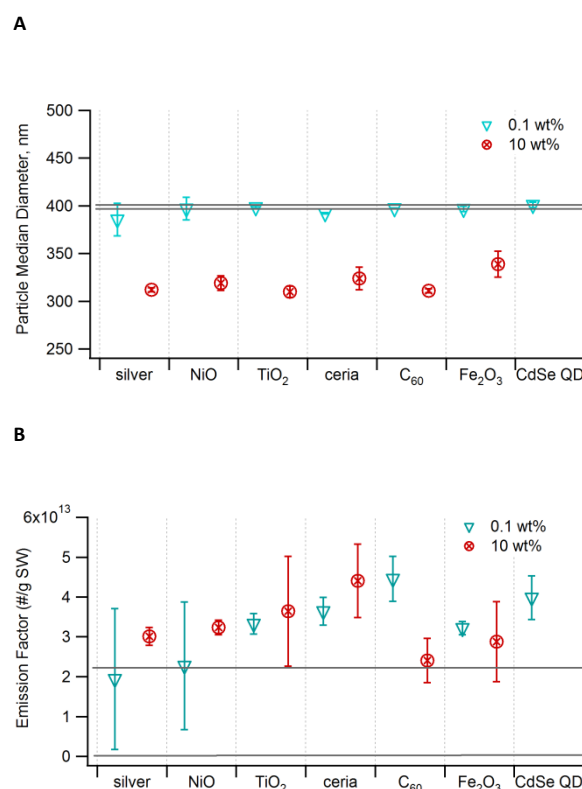 A
Particle Median Diameter, nm
500
450
400
350
300
250
0.1 wt%
10 wt%
silver NiO TiO₂ ceria C₆₀ Fe₂O₃ CdSe QD
B
Emission Factor (#/g SW)
6x10¹³
5
4
3
2
1
0
0.1 wt%
10 wt%
silver NiO TiO₂ ceria C₆₀ Fe₂O₃ CdSe QD